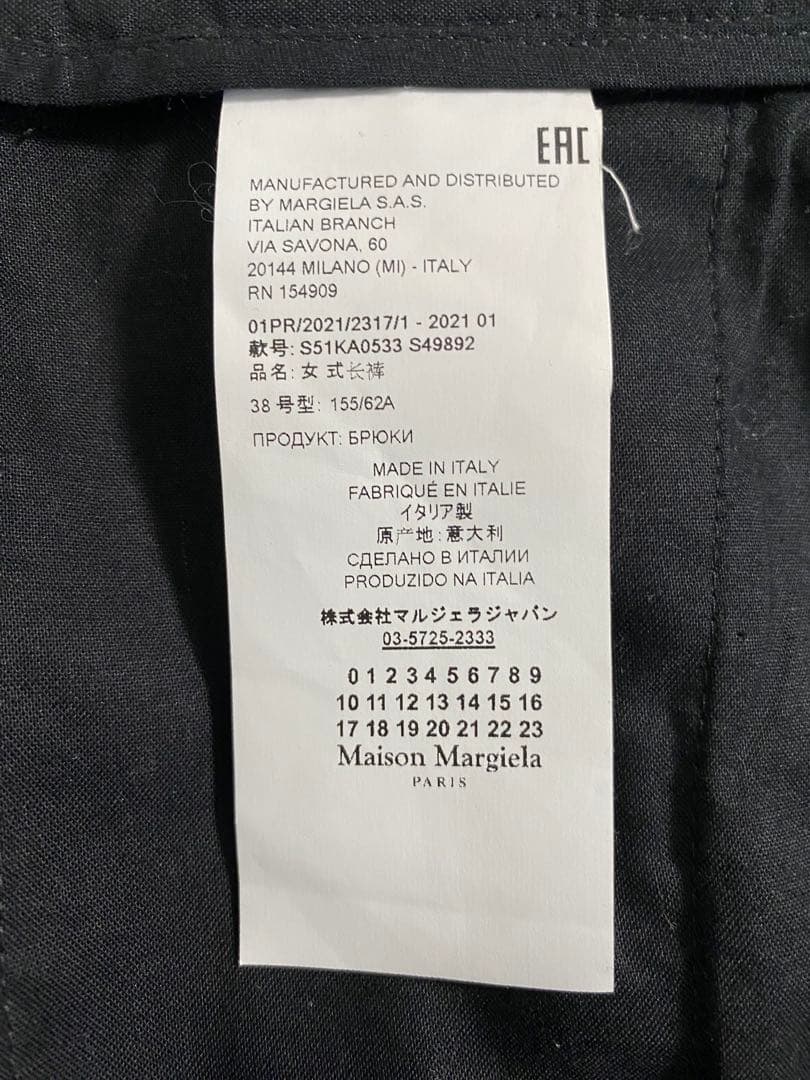 EAC
MANUFACTURED AND DISTRIBUTED
BY MARGIELA S.A.S.
ITALIAN BRANCH
VIA SAVONA, 60
20144 MILANO (MI) - ITALY
RN 154909
01PR/2021/2317/1 - 2021 01
款号: S51KA0533 S49892
品名: 女 式长裤
38 号型: 155/62A
ПРОДУКТ: БРЮКИ
MADE IN ITALY
FABRIQUÉ EN ITALIE
イタリア製
原产地: 意大利
СДЕЛАНО В ИТАЛИИ
PRODUZIDO NA ITALIA
株式会社マルジェラジャパン
03-5725-2333
0 1 2 3 4 5 6 7 8 9
10 11 12 13 14 15 16
17 18 19 20 21 22 23
Maison Margiela
PARIS